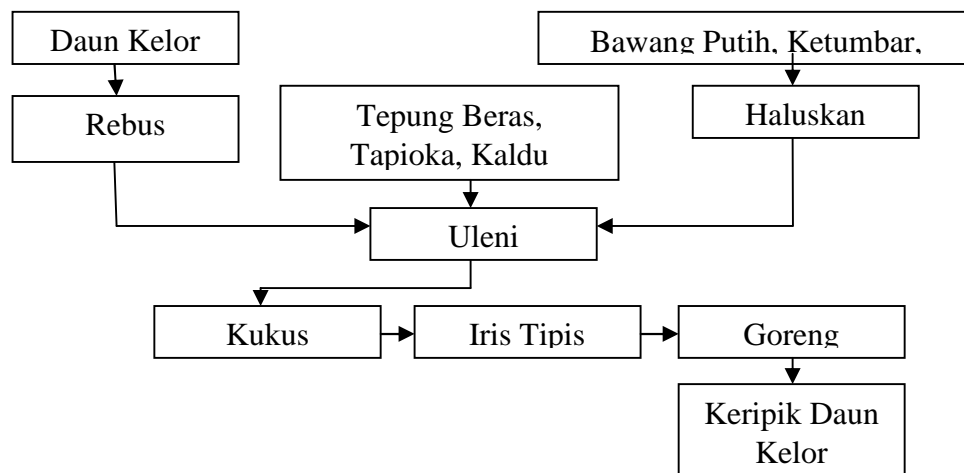 Daun Kelor
Bawang Putih, Ketumbar,
Rebus
Tepung Beras,
Tapioka, Kaldu
Haluskan
Uleni
Kukus
Iris Tipis
Goreng
Keripik Daun
Kelor